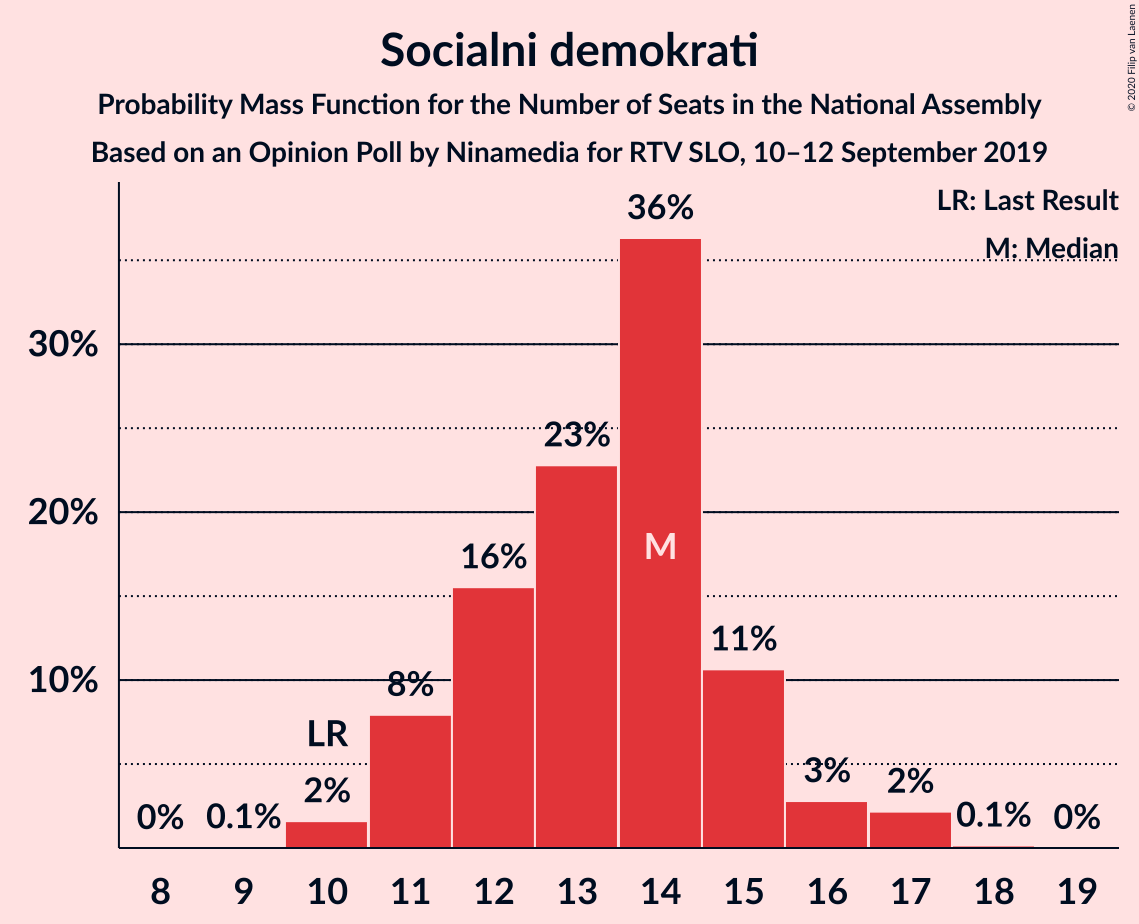 Socialni demokrati
Probability Mass Function for the Number of Seats in the National Assembly
Based on an Opinion Poll by Ninamedia for RTV SLO, 10–12 September 2019
© 2020 Filip van Laenen
LR: Last Result
M: Median
36%
30%
23%
20%
16%
M
11%
10%
8%
LR
2%
3%
2%
0%
0.1%
0.1%
0%
8 9 10 11 12 13 14 15 16 17 18 19